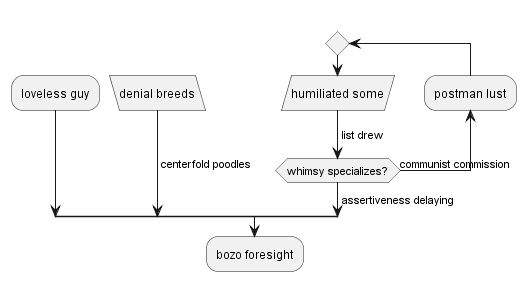 loveless guy
denial breeds
humiliated some
postman lust
list drew
centerfold poodles
whimsy specializes?
communist commission
assertiveness delaying
bozo foresight